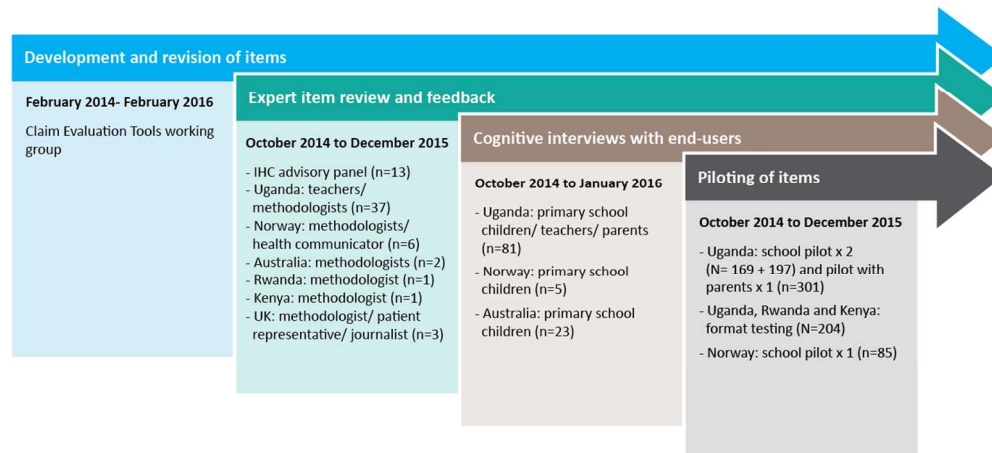 Development and revision of items
February 2014- February 2016
Claim Evaluation Tools working
group
Expert item review and feedback
October 2014 to December 2015
- IHC advisory panel (n=13)
- Uganda: teachers/
methodologists (n=37)
- Norway: methodologists/
health communicator (n=6)
- Australia: methodologists (n=2)
- Rwanda: methodologist (n=1)
- Kenya: methodologist (n=1)
- UK: methodologist/ patient
representative/ journalist (n=3)
Cognitive interviews with end-users
October 2014 to January 2016
- Uganda: primary school
children/ teachers/ parents
(n=81)
- Norway: primary school
children (n=5)
- Australia: primary school
children (n=23)
Piloting of items
October 2014 to December 2015
- Uganda: school pilot x 2
(N= 169 + 197) and pilot with
parents x 1 (n=301)
- Uganda, Rwanda and Kenya:
format testing (N=204)
- Norway: school pilot x 1 (n=85)